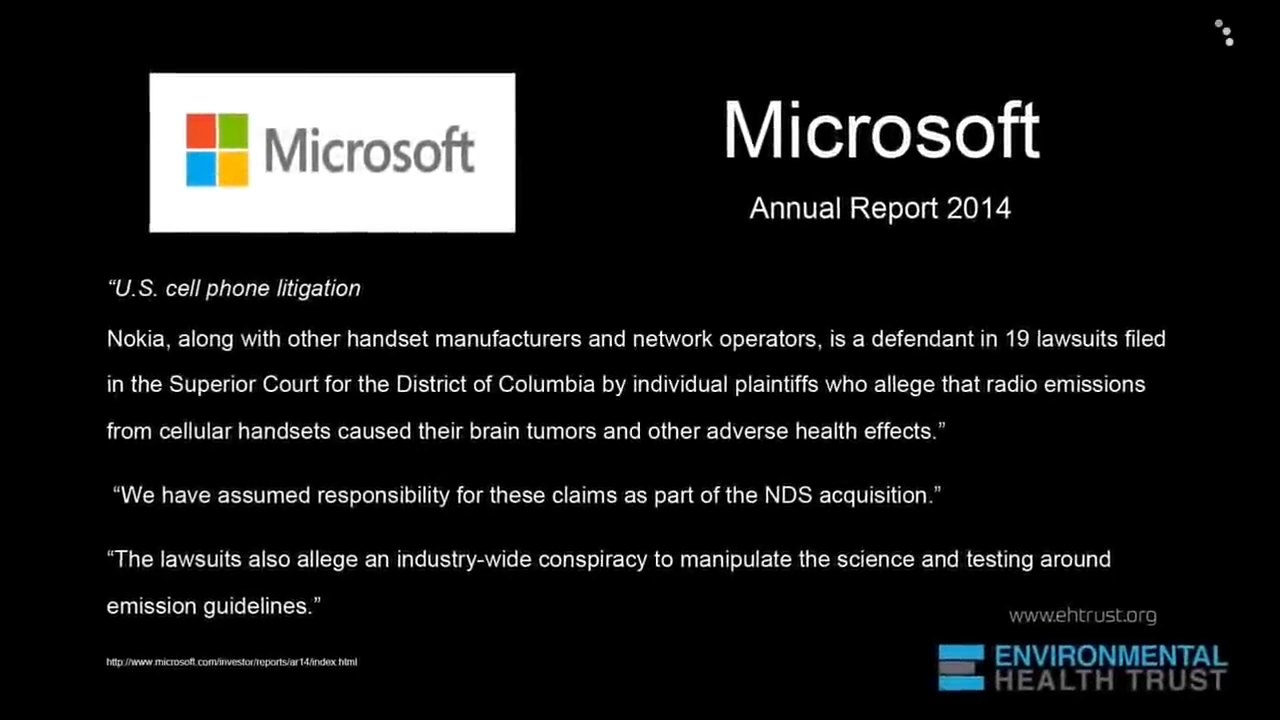 Microsoft
Microsoft
Annual Report 2014
“U.S. cell phone litigation
Nokia, along with other handset manufacturers and network operators, is a defendant in 19 lawsuits filed
in the Superior Court for the District of Columbia by individual plaintiffs who allege that radio emissions
from cellular handsets caused their brain tumors and other adverse health effects.”
“We have assumed responsibility for these claims as part of the NDS acquisition.”
“The lawsuits also allege an industry-wide conspiracy to manipulate the science and testing around
emission guidelines.”
www.ehtrust.org
http://www.microsoft.com/investor/reports/ar14/index.html
ENVIRONMENTAL
HEALTH TRUST